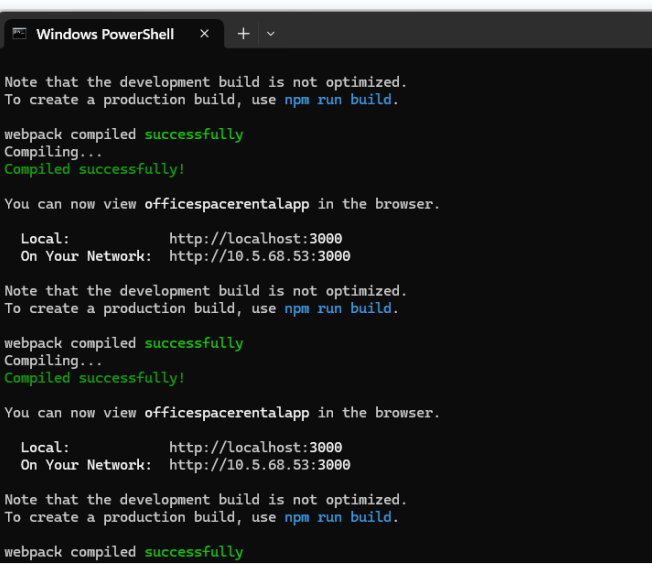 Windows PowerShell
Note that the development build is not optimized.
To create a production build, use npm run build.
webpack compiled successfully
Compiling...
Compiled successfully!
You can now view officespacerentalapp in the browser.
Local: http://localhost:3000
On Your Network: http://10.5.68.53:3000
Note that the development build is not optimized.
To create a production build, use npm run build.
webpack compiled successfully
Compiling...
Compiled successfully!
You can now view officespacerentalapp in the browser.
Local: http://localhost:3000
On Your Network: http://10.5.68.53:3000
Note that the development build is not optimized.
To create a production build, use npm run build.
webpack compiled successfully